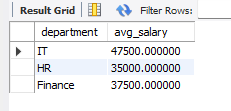 Result Grid Filter Rows:
department avg_salary
IT 47500.000000
HR 35000.000000
Finance 37500.000000